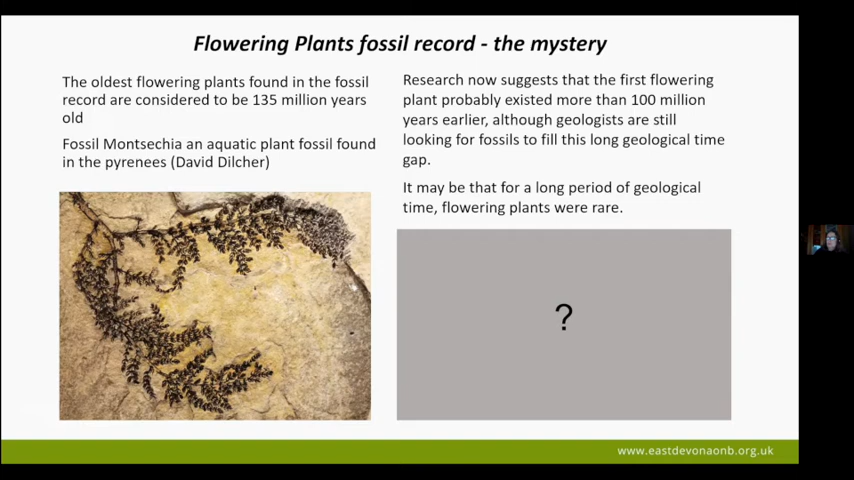 Flowering Plants fossil record - the mystery
The oldest flowering plants found in the fossil
record are considered to be 135 million years
old
Fossil Montsechia an aquatic plant fossil found
in the pyrenees (David Dilcher)
Research now suggests that the first flowering
plant probably existed more than 100 million
years earlier, although geologists are still
looking for fossils to fill this long geological time
gap.
It may be that for a long period of geological
time, flowering plants were rare.
?
www.eastdevonaonb.org.uk